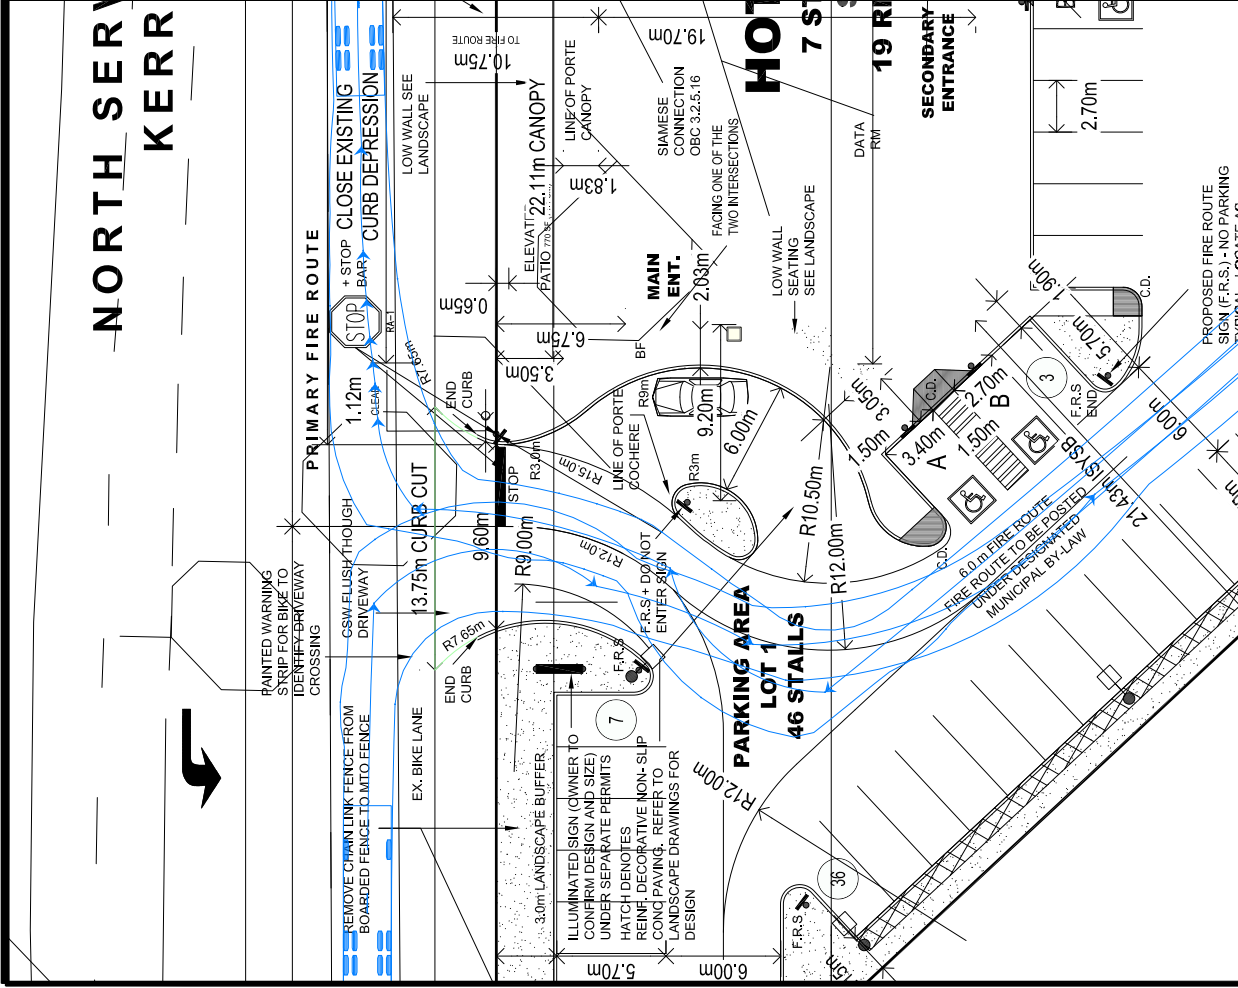 NORTH SERV
KERR
PRIMARY FIRE ROUTE
STOP
+ STOP
BAR
RA-1
CLOSE EXISTING
CURB DEPRESSION
1.12m
CLEAR
R7.65m
LOW WALL SEE
LANDSCAPE
TO FIRE ROUTE
10.75m
0.65m
6.75m
3.50m
22.11m CANOPY
PATIO
LINE OF PORTE
CANOPY
1.83m
19.70m
SIAMESE
CONNECTION
OBC 3.2.5.16
FACING ONE OF THE
TWO INTERSECTIONS
HOT
7 ST
SECONDARY
ENTRANCE
DATA
RM
2.70m
MAIN
ENT.
2.03m
BF
LOW WALL
SEATING
SEE LANDSCAPE
PROPOSED FIRE ROUTE
SIGN (F.R.S.) - NO PARKING
1.90m
C.D.
5.70m
3
F.R.S
END
6.00m
END
CURB
STOP
R3.0m
R15.0m
LINE OF PORTE
COCHERE
R9m
R3m
9.20m
6.00m
3.05m
1.50m
C.D.
2.70m
B
3.40m
A
1.50m
C.D.
21.43m
6.0 m FIRE ROUTE
FIRE ROUTE TO BE POSTED
UNDER DESIGNATED
MUNICIPAL BY-LAW
R10.50m
R12.00m
R12.0m
R9.00m
9.60m
13.75m CURB CUT
CSW FLUSH THOUGH
DRIVEWAY
PAINTED WARNING
STRIP FOR BIKE TO
IDENTIFY DRIVEWAY
CROSSING
F.R.S + DO NOT
ENTER SIGN
F.R.S
R7.65m
END
CURB
PARKING AREA
LOT 1
46 STALLS
7
EX. BIKE LANE
REMOVE CHAIN LINK FENCE FROM
BOARDED FENCE TO MTO FENCE
3.0m LANDSCAPE BUFFER
ILLUMINATED SIGN (OWNER TO
CONFIRM DESIGN AND SIZE)
UNDER SEPARATE PERMITS
HATCH DENOTES
REINF. DECORATIVE NON- SLIP
CONC PAVING. REFER TO
LANDSCAPE DRAWINGS FOR
DESIGN
R12.00m
36
F.R.S
5.70m
6.00m